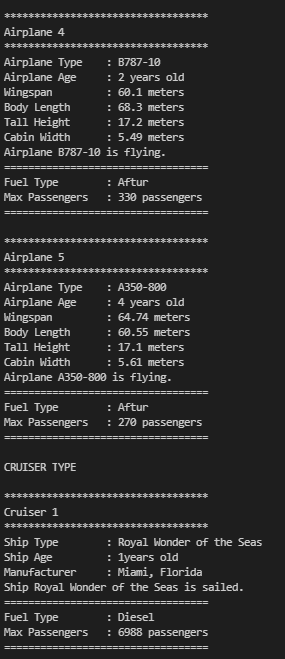 **********************************
Airplane 4
**********************************
Airplane Type    : B787-10
Airplane Age     : 2 years old
Wingspan         : 60.1 meters
Body Length      : 68.3 meters
Tall Height      : 17.2 meters
Cabin Width      : 5.49 meters
Airplane B787-10 is flying.
==================================
Fuel Type        : Aftur
Max Passengers   : 330 passengers
==================================

**********************************
Airplane 5
**********************************
Airplane Type    : A350-800
Airplane Age     : 4 years old
Wingspan         : 64.74 meters
Body Length      : 60.55 meters
Tall Height      : 17.1 meters
Cabin Width      : 5.61 meters
Airplane A350-800 is flying.
==================================
Fuel Type        : Aftur
Max Passengers   : 270 passengers
==================================

CRUISER TYPE

**********************************
Cruiser 1
**********************************
Ship Type        : Royal Wonder of the Seas
Ship Age         : 1years old
Manufacturer     : Miami, Florida
Ship Royal Wonder of the Seas is sailed.
==================================
Fuel Type        : Diesel
Max Passengers   : 6988 passengers
==================================